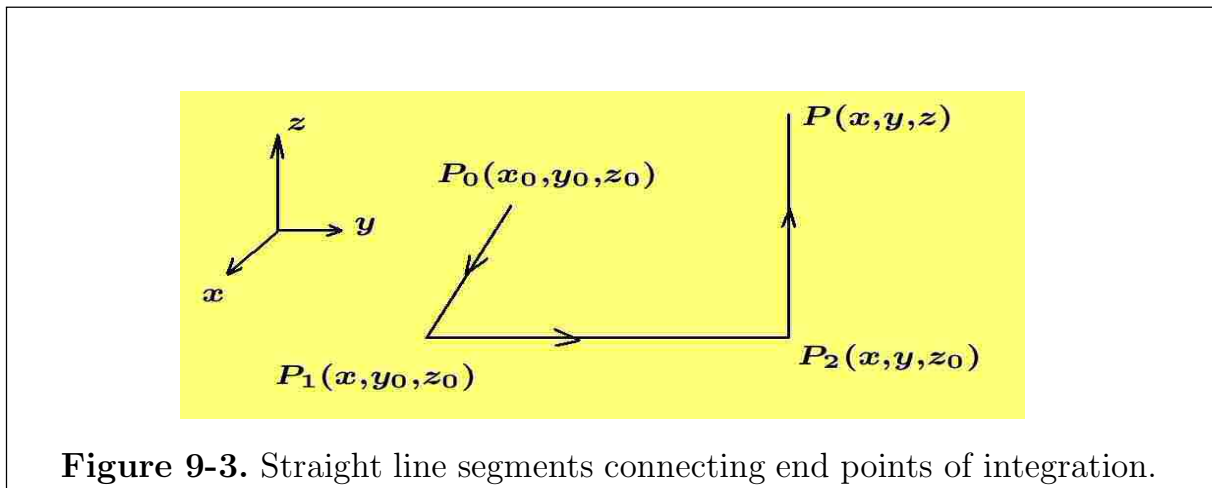 z
P(x,y,z)
P₀(x₀,y₀,z₀)
y
x
P₁(x,y₀,z₀)
P₂(x,y,z₀)
Figure 9-3. Straight line segments connecting end points of integration.